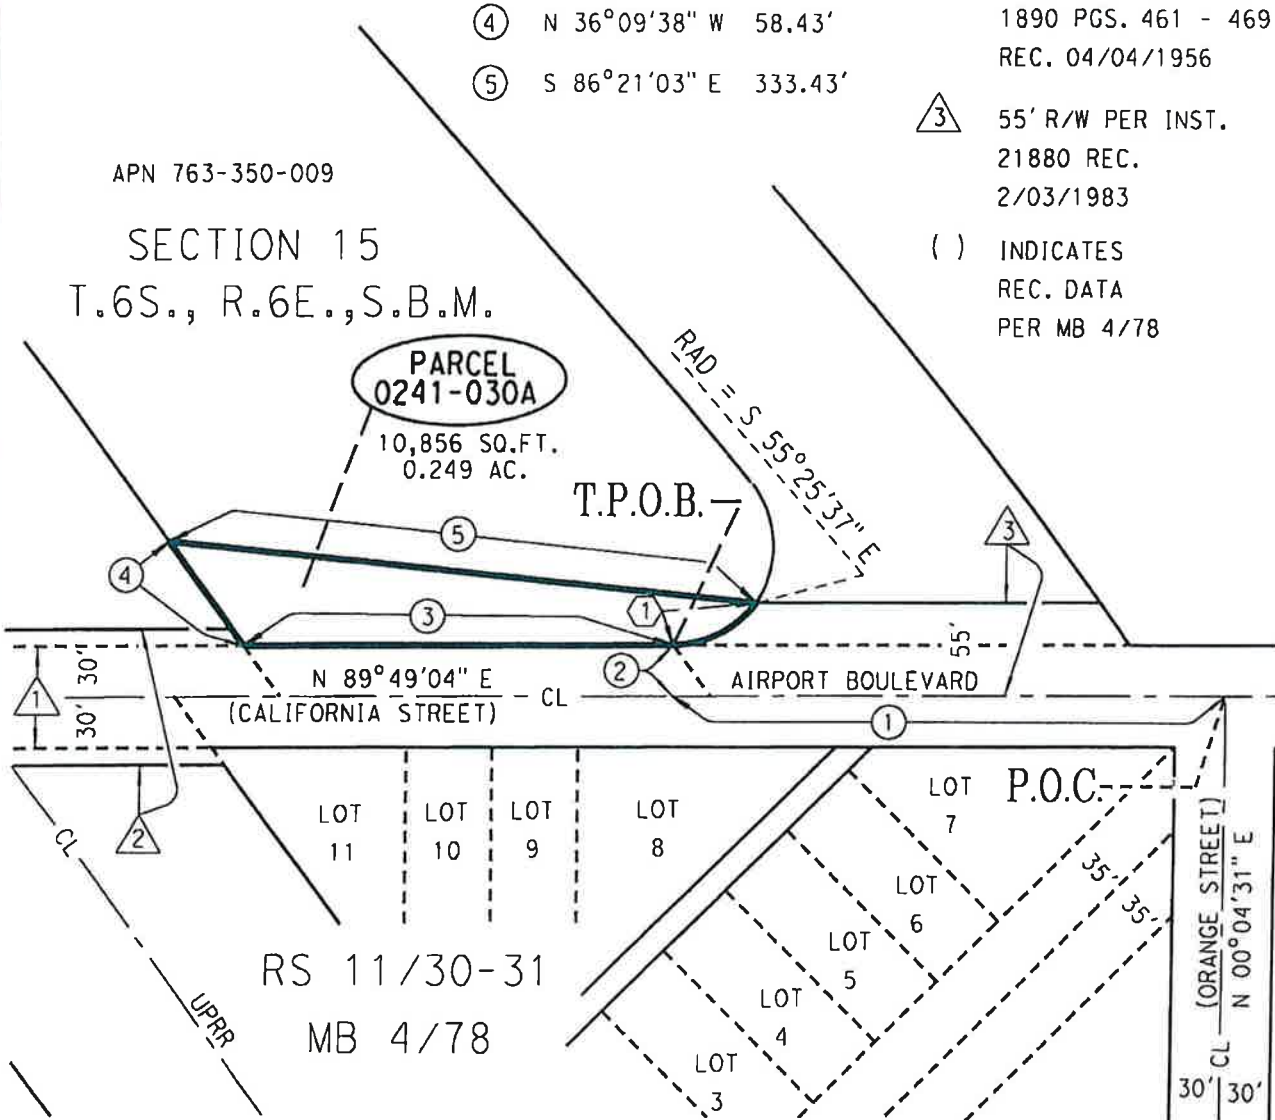 ④ N 36°09'38" W 58.43'
⑤ S 86°21'03" E 333.43'
1890 PGS. 461 - 469
REC. 04/04/1956
3 55' R/W PER INST.
21880 REC.
2/03/1983
( ) INDICATES
REC. DATA
PER MB 4/78
APN 763-350-009
SECTION 15
T.6S., R.6E.,S.B.M.
PARCEL
0241-030A
10,856 SQ.FT.
0.249 AC.
RAD = S 55°25'37" E
T.P.O.B.
5
3
4
1
3
2
55'
30'
30'
1
N 89°49'04" E
(CALIFORNIA STREET)
CL
AIRPORT BOULEVARD
1
P.O.C.
2
LOT
11
LOT
10
LOT
9
LOT
8
LOT
7
LOT
6
LOT
5
LOT
4
LOT
3
35'
35'
CL
UPRR
RS 11/30-31
MB 4/78
(ORANGE STREET)
N 00°04'31" E
CL
30'
30'